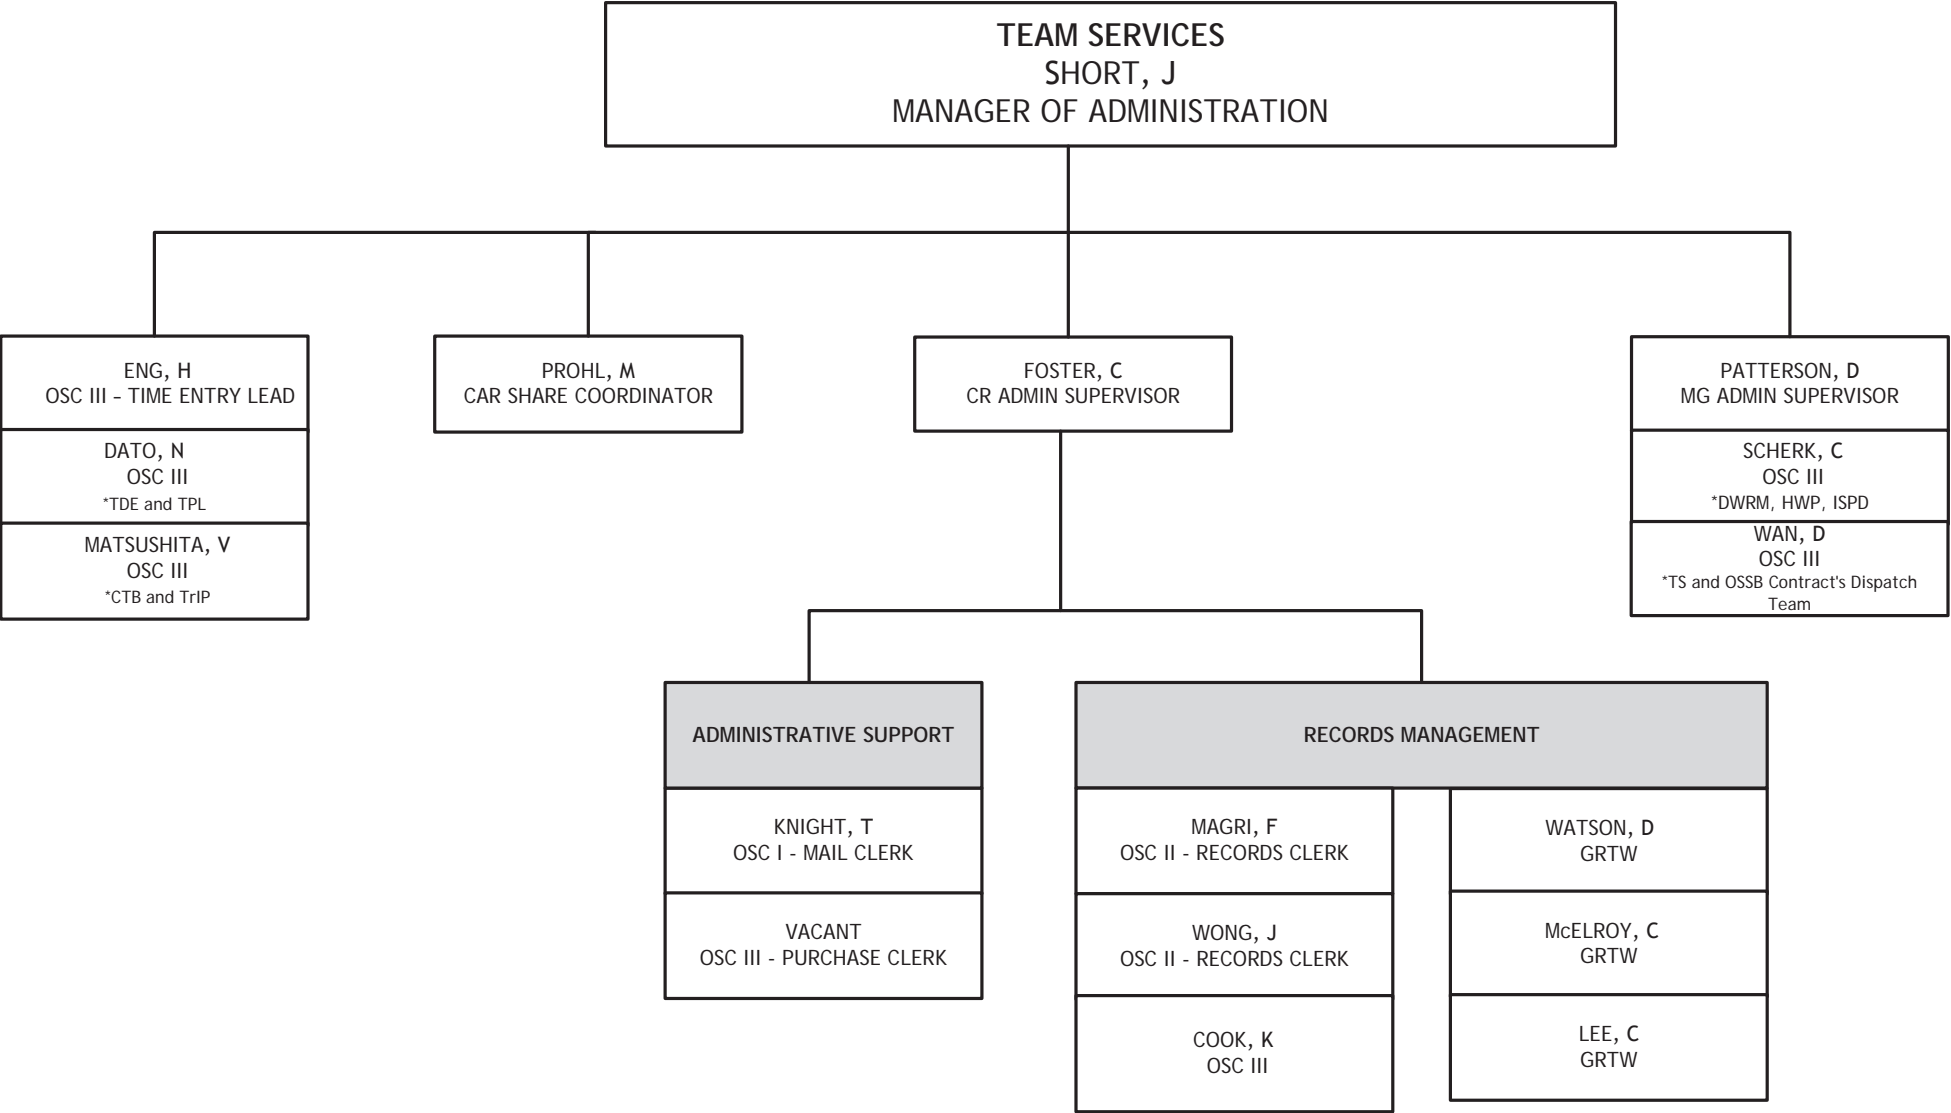 TEAM SERVICES
SHORT, J
MANAGER OF ADMINISTRATION
ENG, H
OSC III - TIME ENTRY LEAD
DATO, N
OSC III
*TDE and TPL
MATSUSHITA, V
OSC III
*CTB and TrIP
PROHL, M
CAR SHARE COORDINATOR
FOSTER, C
CR ADMIN SUPERVISOR
PATTERSON, D
MG ADMIN SUPERVISOR
SCHERK, C
OSC III
*DWRM, HWP, ISPD
WAN, D
OSC III
*TS and OSSB Contract's Dispatch
Team
ADMINISTRATIVE SUPPORT
KNIGHT, T
OSC I - MAIL CLERK
VACANT
OSC III - PURCHASE CLERK
RECORDS MANAGEMENT
MAGRI, F
OSC II - RECORDS CLERK
WONG, J
OSC II - RECORDS CLERK
COOK, K
OSC III
WATSON, D
GRTW
McELROY, C
GRTW
LEE, C
GRTW